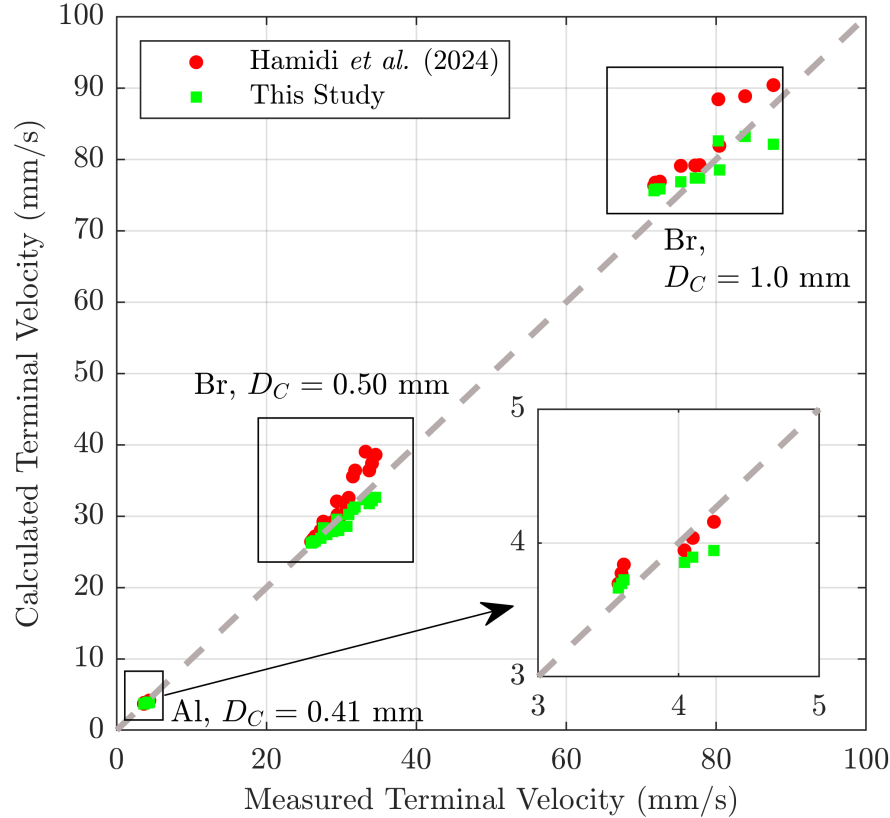 100
90
80
70
60
50
40
30
20
10
0
Calculated Terminal Velocity (mm/s)
Hamidi et al. (2024)
This Study
Br,
D_C = 1.0 mm
Br, D_C = 0.50 mm
Al, D_C = 0.41 mm
5
4
3
3 4 5
0 20 40 60 80 100
Measured Terminal Velocity (mm/s)